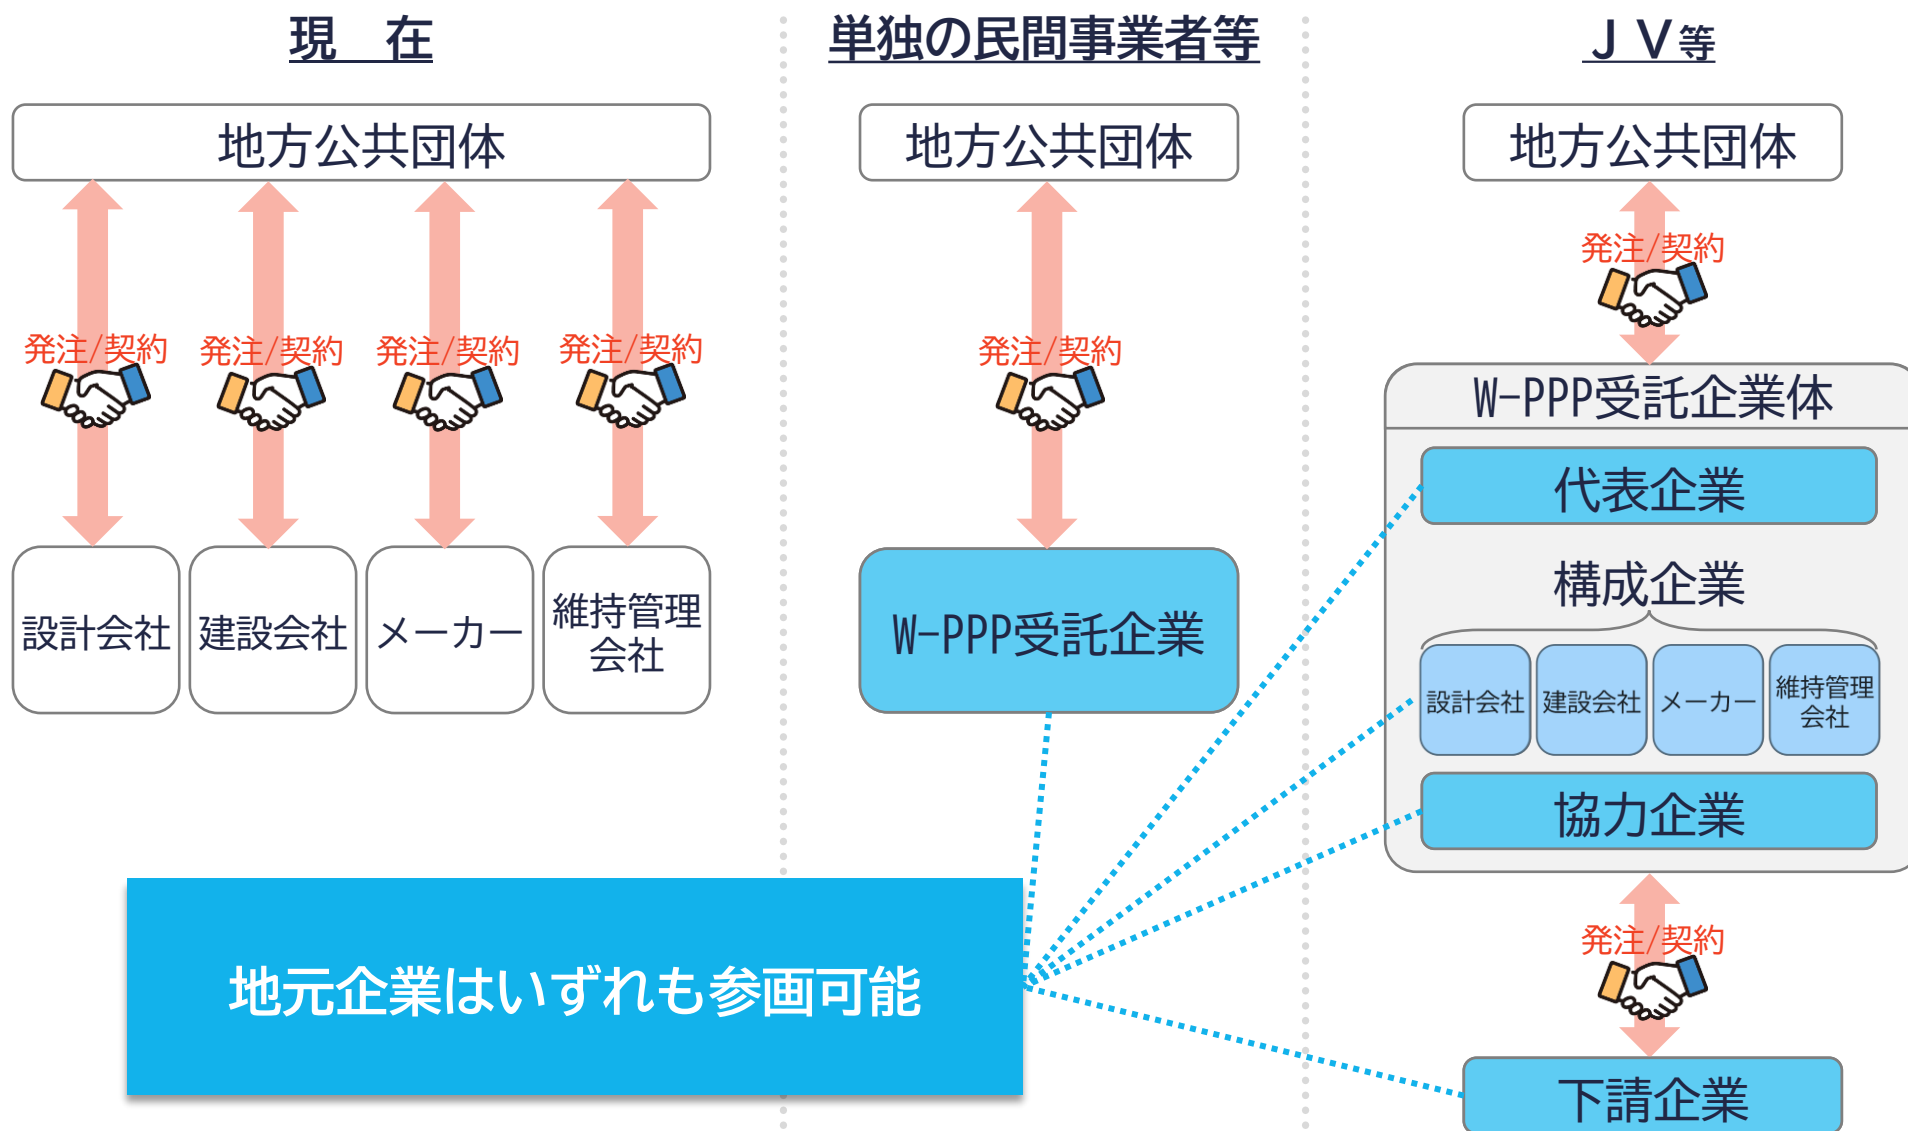 現　在
地方公共団体
発注/契約
発注/契約
発注/契約
発注/契約
設計会社
建設会社
メーカー
維持管理
会社
単独の民間事業者等
地方公共団体
発注/契約
W-PPP受託企業
ＪＶ等
地方公共団体
発注/契約
W-PPP受託企業体
代表企業
構成企業
設計会社
建設会社
メーカー
維持管理
会社
協力企業
発注/契約
下請企業
地元企業はいずれも参画可能